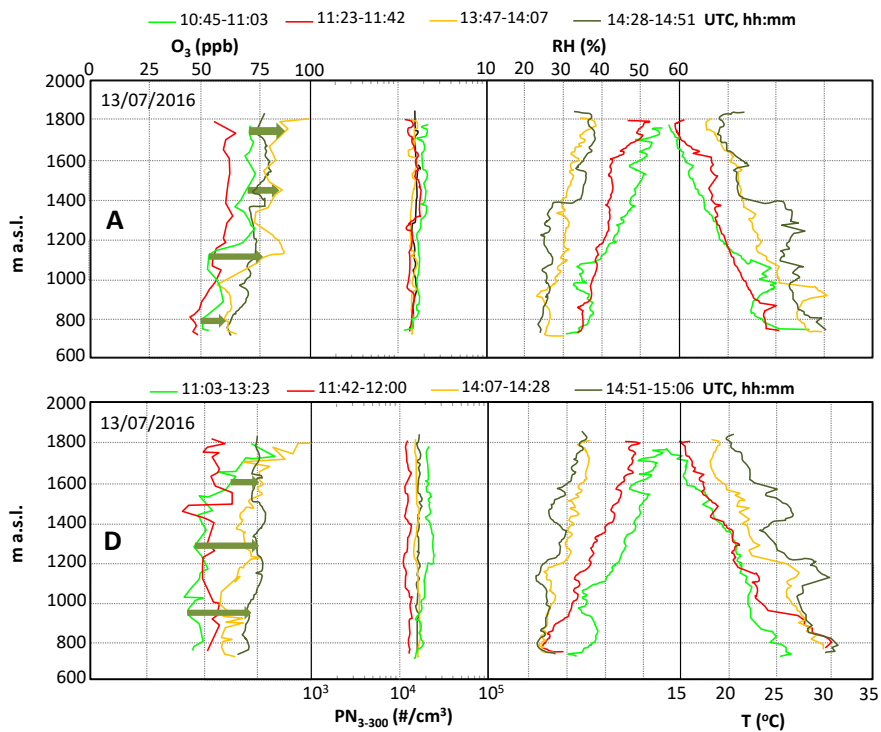 10:45-11:03 11:23-11:42 13:47-14:07 14:28-14:51 UTC, hh:mm
O3 (ppb) RH (%)
0 25 50 75 100 10 20 30 40 60
2000
13/07/2016
1800
1600
1400
A
1200
m a.s.l.
1000
800
600
11:03-13:23 11:42-12:00 14:07-14:28 14:51-15:06 UTC, hh:mm
2000
13/07/2016
1800
1600
1400
D
1200
m a.s.l.
1000
800
600
10³ 10⁴ 10⁵ 15 20 25 30 35
PN3-300 (#/cm³) T (°C)